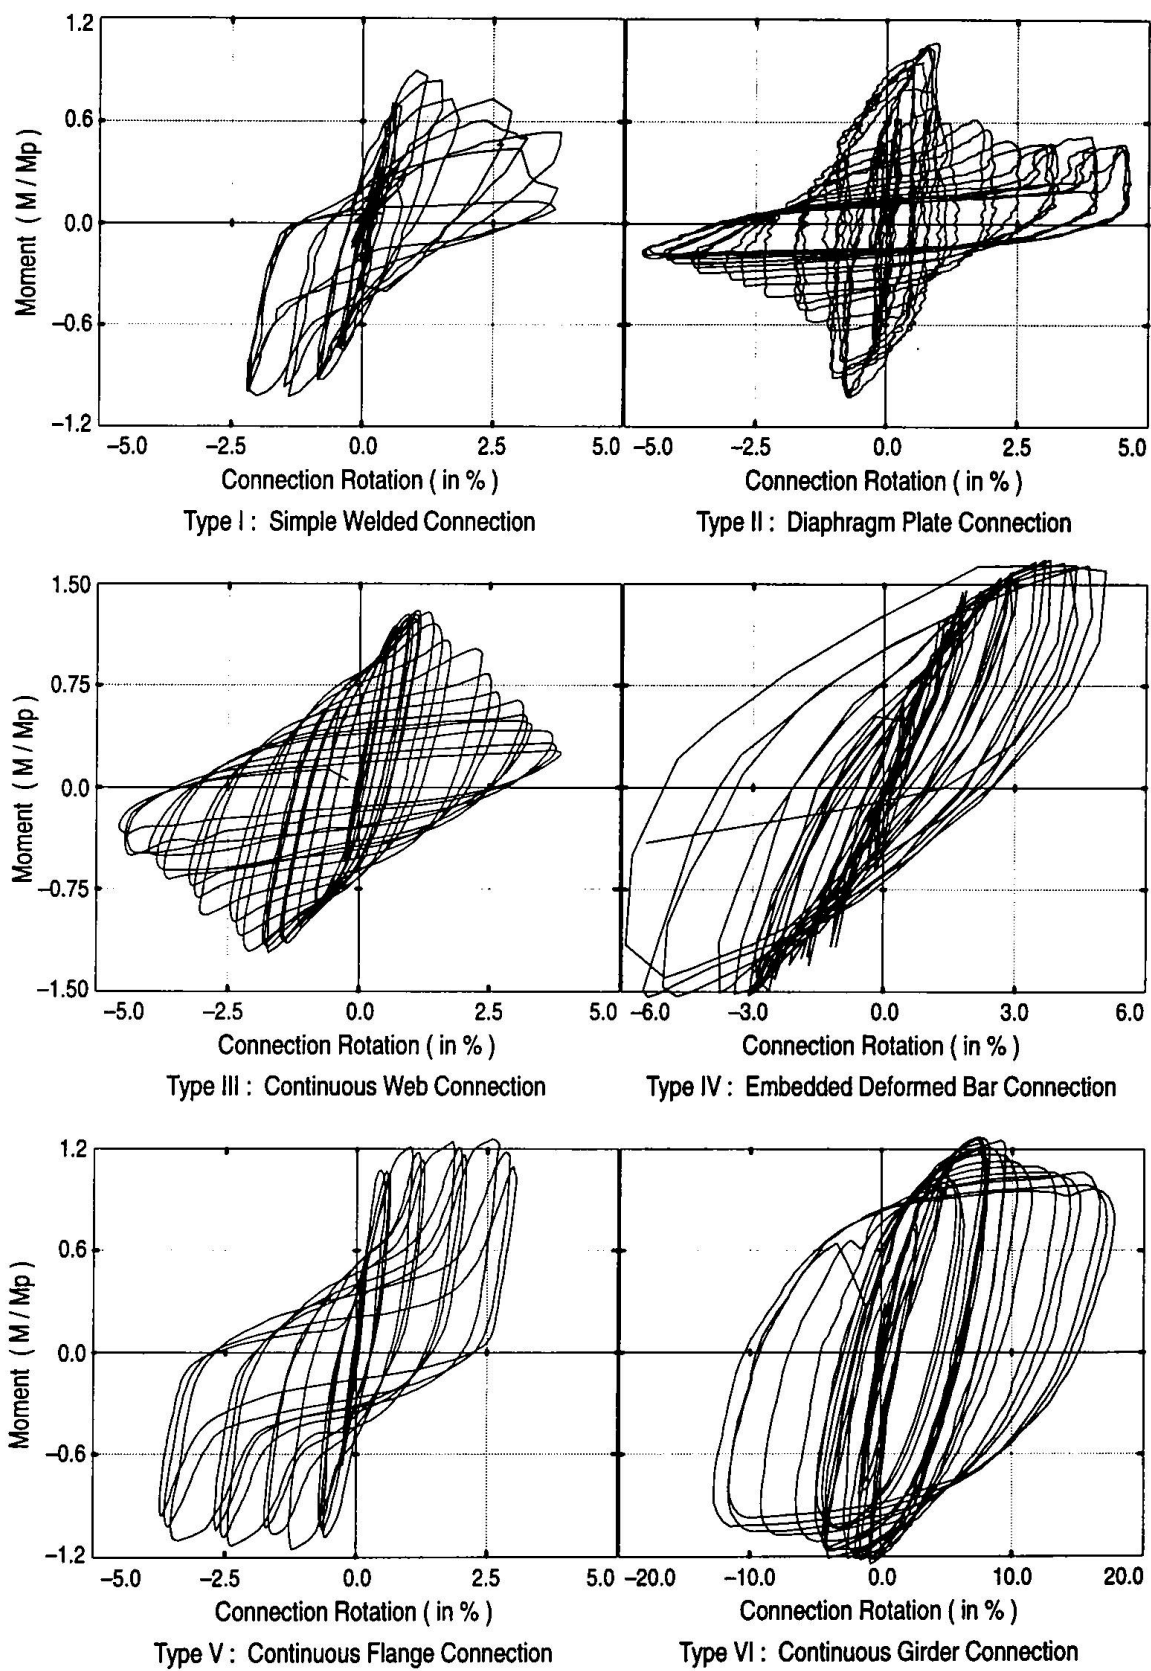 1.2
0.6
0.0
−0.6
−1.2
Moment ( M / Mp )
−5.0 −2.5 0.0 2.5 5.0 −5.0 −2.5 0.0 2.5 5.0
Connection Rotation ( in % ) Connection Rotation ( in % )
Type I : Simple Welded Connection Type II : Diaphragm Plate Connection
1.50
0.75
0.0
−0.75
−1.50
Moment ( M / Mp )
−5.0 −2.5 0.0 2.5 5.0 −6.0 −3.0 0.0 3.0 6.0
Connection Rotation ( in % ) Connection Rotation ( in % )
Type III : Continuous Web Connection Type IV : Embedded Deformed Bar Connection
1.2
0.6
0.0
−0.6
−1.2
Moment ( M / Mp )
−5.0 −2.5 0.0 2.5 5.0 −20.0 −10.0 0.0 10.0 20.0
Connection Rotation ( in % ) Connection Rotation ( in % )
Type V : Continuous Flange Connection Type VI : Continuous Girder Connection